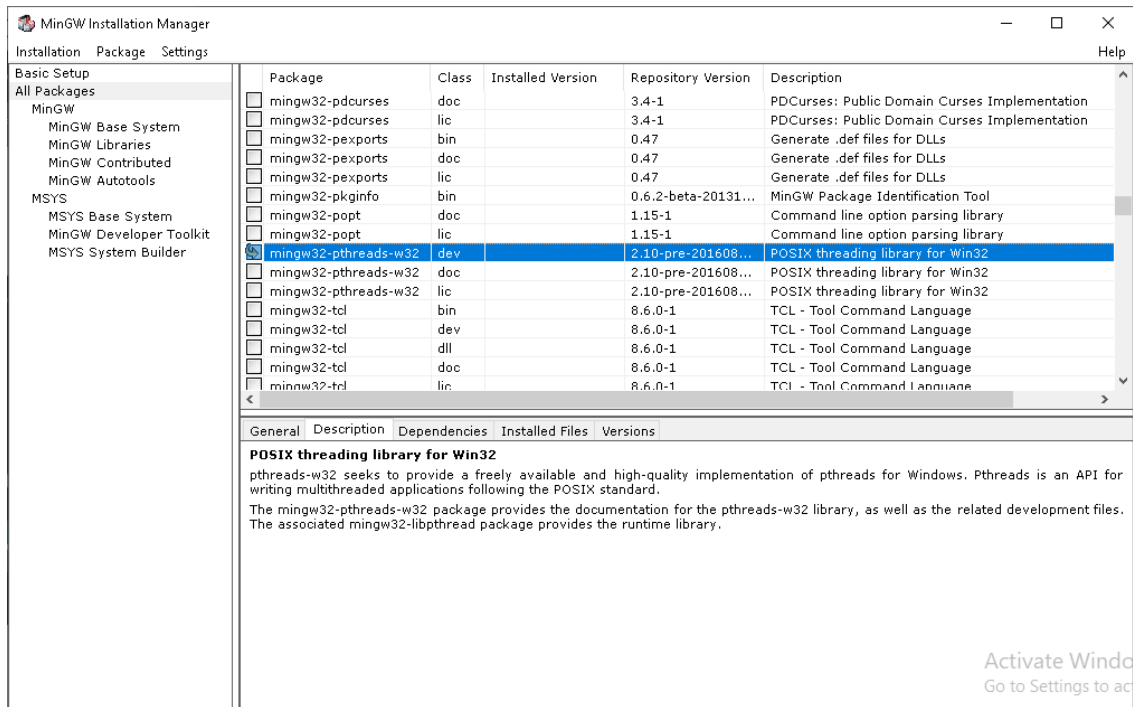 MinGW Installation Manager
Installation Package Settings Help
Basic Setup
All Packages
MinGW
MinGW Base System
MinGW Libraries
MinGW Contributed
MinGW Autotools
MSYS
MSYS Base System
MinGW Developer Toolkit
MSYS System Builder
Package Class Installed Version Repository Version Description
mingw32-pdcurses doc 3.4-1 PDCurses: Public Domain Curses Implementation
mingw32-pdcurses lic 3.4-1 PDCurses: Public Domain Curses Implementation
mingw32-pexports bin 0.47 Generate .def files for DLLs
mingw32-pexports doc 0.47 Generate .def files for DLLs
mingw32-pexports lic 0.47 Generate .def files for DLLs
mingw32-pkginfo bin 0.6.2-beta-20131... MinGW Package Identification Tool
mingw32-popt doc 1.15-1 Command line option parsing library
mingw32-popt lic 1.15-1 Command line option parsing library
mingw32-pthreads-w32 dev 2.10-pre-201608... POSIX threading library for Win32
mingw32-pthreads-w32 doc 2.10-pre-201608... POSIX threading library for Win32
mingw32-pthreads-w32 lic 2.10-pre-201608... POSIX threading library for Win32
mingw32-tcl bin 8.6.0-1 TCL - Tool Command Language
mingw32-tcl dev 8.6.0-1 TCL - Tool Command Language
mingw32-tcl dll 8.6.0-1 TCL - Tool Command Language
mingw32-tcl doc 8.6.0-1 TCL - Tool Command Language
mingw32-tcl lic 8.6.0-1 TCL - Tool Command Language
General Description Dependencies Installed Files Versions
POSIX threading library for Win32
pthreads-w32 seeks to provide a freely available and high-quality implementation of pthreads for Windows. Pthreads is an API for
writing multithreaded applications following the POSIX standard.
The mingw32-pthreads-w32 package provides the documentation for the pthreads-w32 library, as well as the related development files.
The associated mingw32-libpthread package provides the runtime library.
Activate Windo
Go to Settings to act